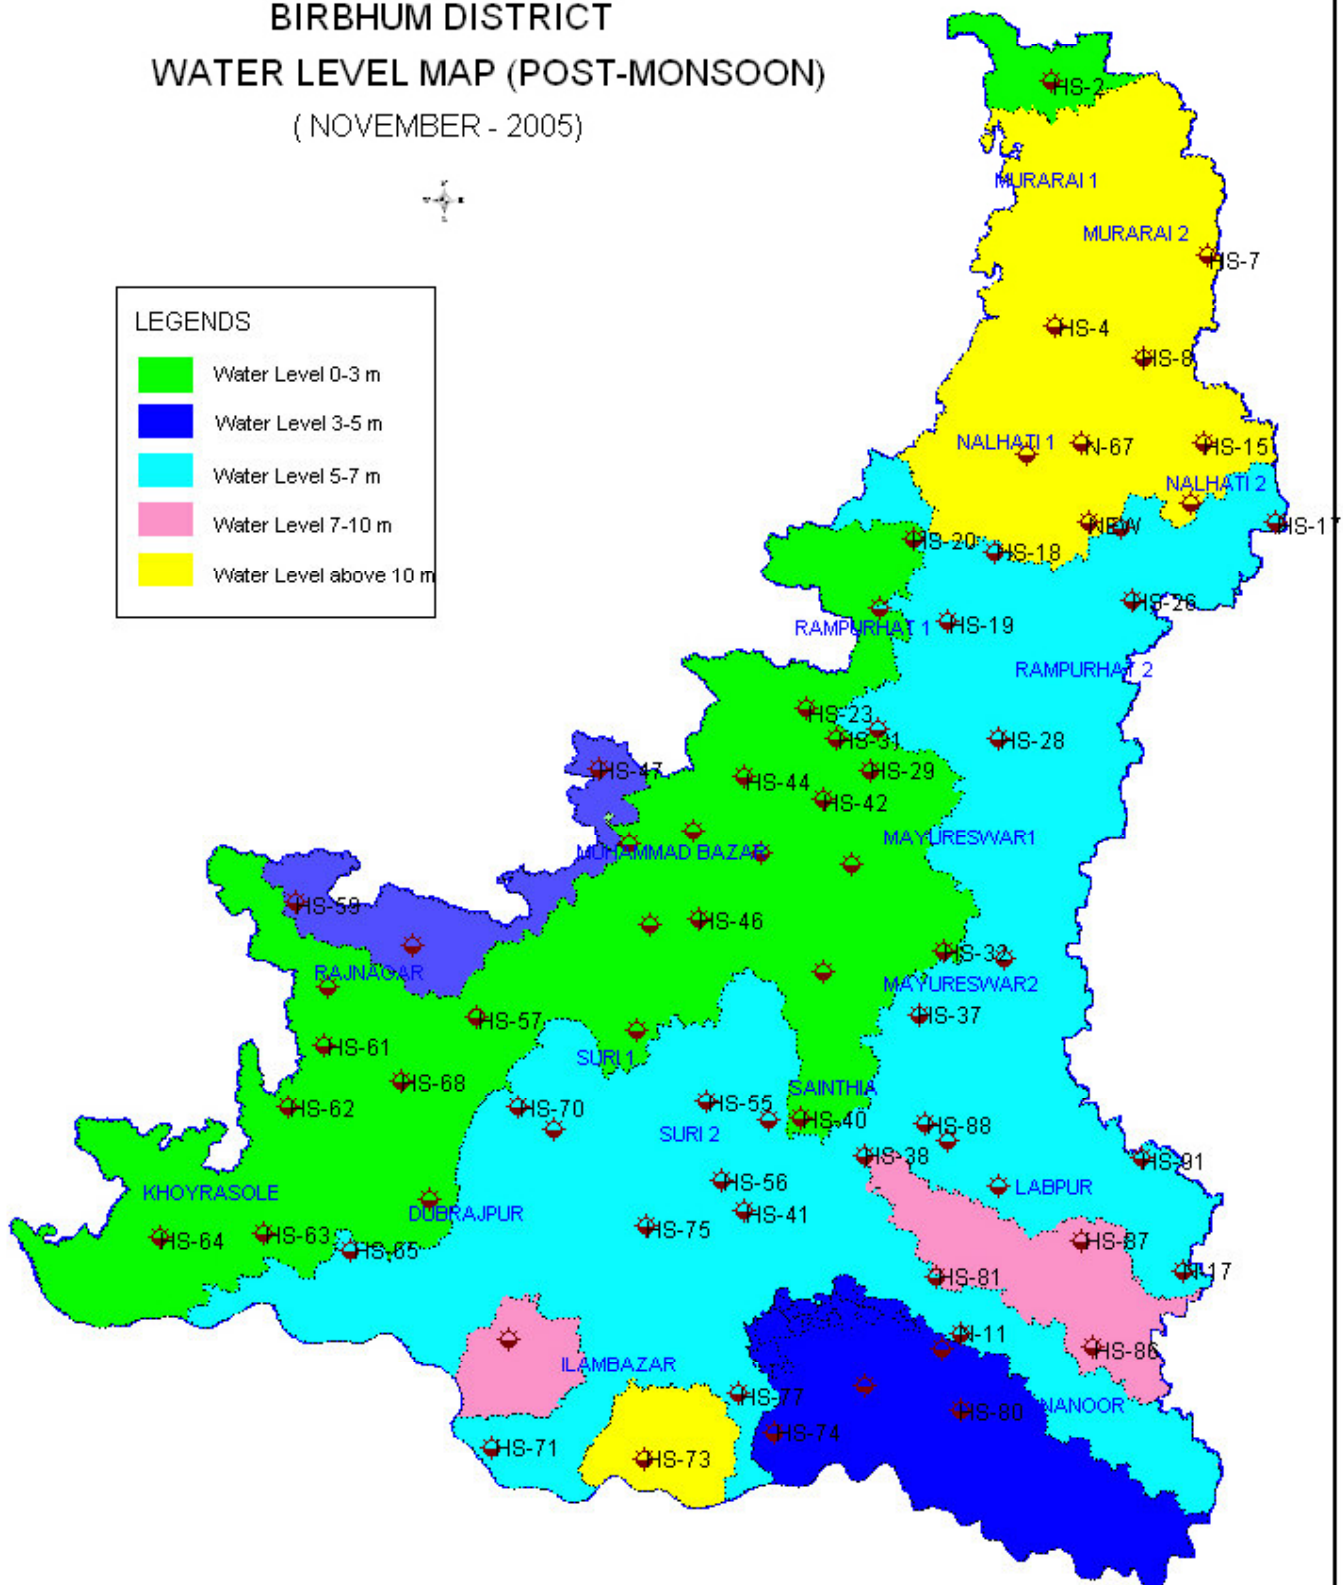 BIRBHUM DISTRICT
WATER LEVEL MAP (POST-MONSOON)
( NOVEMBER - 2005)
LEGENDS
Water Level 0-3 m
Water Level 3-5 m
Water Level 5-7 m
Water Level 7-10 m
Water Level above 10 m
HS-2
MURARAI 1
MURARAI 2
HS-7
HS-4
HS-8
NALHATI 1
N-67
HS-15
NALHATI 2
NEW
HS-17
HS-20
HS-18
HS-26
RAMPURHAT 1
HS-19
RAMPURHAT 2
HS-23
HS-31
HS-28
HS-47
HS-44
HS-29
HS-42
MAYURESWAR1
MUHAMMAD BAZAR
HS-59
HS-46
HS-32
RAJNAGAR
MAYURESWAR2
HS-57
HS-37
HS-61
SURI 1
HS-68
SAINTHIA
HS-62
HS-70
HS-55
HS-40
HS-88
SURI 2
HS-38
HS-91
HS-56
LABPUR
KHOYRASOLE
DUBRAJPUR
HS-41
HS-75
HS-64
HS-63
HS-65
HS-87
HS-81
N-17
I-11
HS-86
ILAMBAZAR
HS-77
HS-80
NANOOR
HS-74
HS-71
HS-73